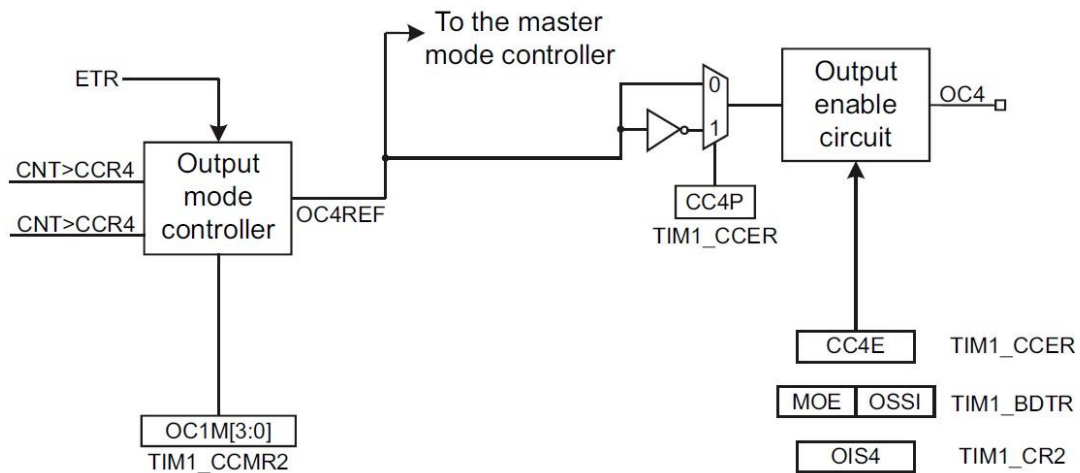 To the master
mode controller
ETR
0
Output
enable
circuit
OC4
1
CNT>CCR4
Output
mode
controller
CNT>CCR4
OC4REF
CC4P
TIM1_CCER
CC4E
TIM1_CCER
MOE
OSSI
TIM1_BDTR
OC1M[3:0]
TIM1_CCMR2
OIS4
TIM1_CR2